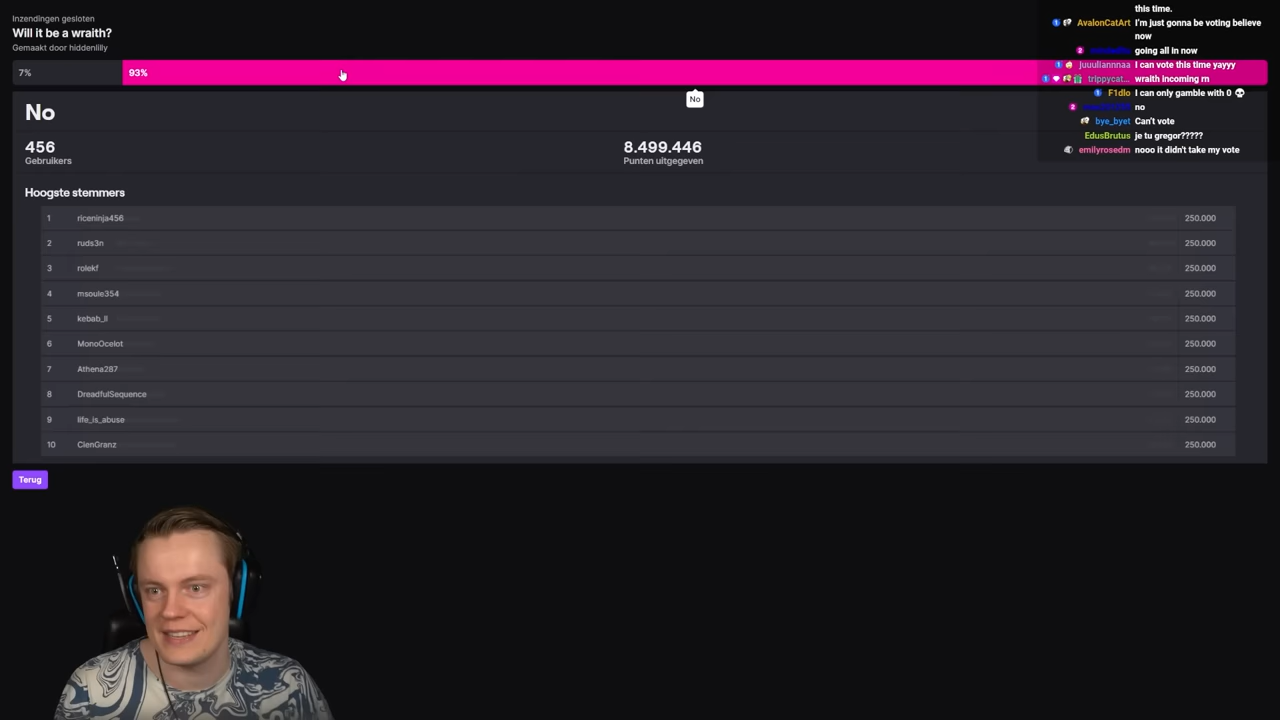 Inzendingen gesloten
Will it be a wraith?
Gemaakt door hiddenlilly
7%
93%
No
No
456
Gebruikers
8.499.446
Punten uitgegeven
Hoogste stemmers
1 riceninja456 250.000
2 ruds3n 250.000
3 rolekf 250.000
4 msoule354 250.000
5 kebab_ll 250.000
6 MonoOcelot 250.000
7 Athena287 250.000
8 DreadfulSequence 250.000
9 life_is_abuse 250.000
10 ClenGranz 250.000
Terug
this time.
AvalonCatArt I'm just gonna be voting believe
now
going all in now
juuuliannnaa I can vote this time yayyy
trippycat... wraith incoming rn
F1dlo I can only gamble with 0 💀
no
bye_byet Can't vote
EdusBrutus je tu gregor?????
emilyrosedm nooo it didn't take my vote